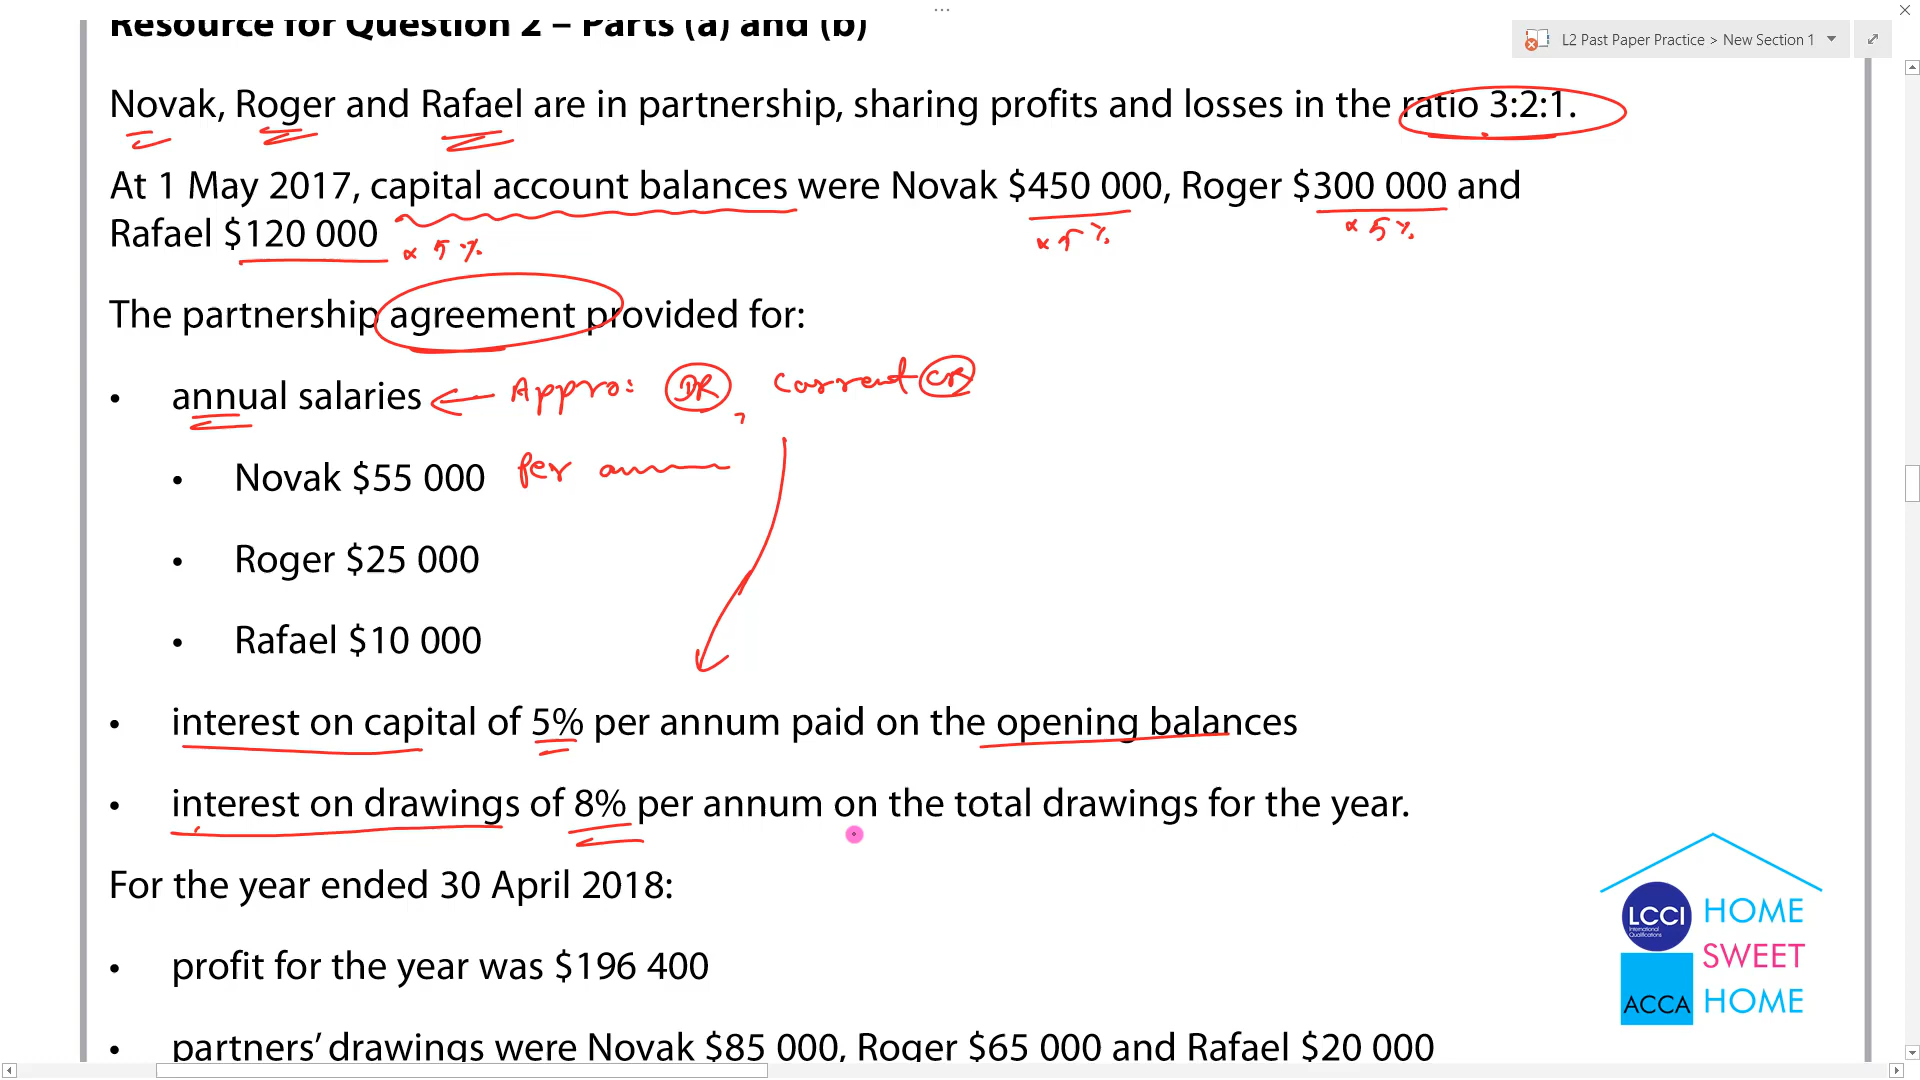 Resource for Question 2 – Parts (a) and (b)
L2 Past Paper Practice > New Section 1
Novak, Roger and Rafael are in partnership, sharing profits and losses in the ratio 3:2:1.
At 1 May 2017, capital account balances were Novak $450 000, Roger $300 000 and
Rafael $120 000
× 5 %
× 5 %
× 5 %
The partnership agreement provided for:
• annual salaries
Appro: DR, Current CR
• Novak $55 000
per annum
• Roger $25 000
• Rafael $10 000
• interest on capital of 5% per annum paid on the opening balances
• interest on drawings of 8% per annum on the total drawings for the year.
For the year ended 30 April 2018:
• profit for the year was $196 400
• partners’ drawings were Novak $85 000, Roger $65 000 and Rafael $20 000
LCCI
International
Qualifications
HOME
SWEET
ACCA
HOME